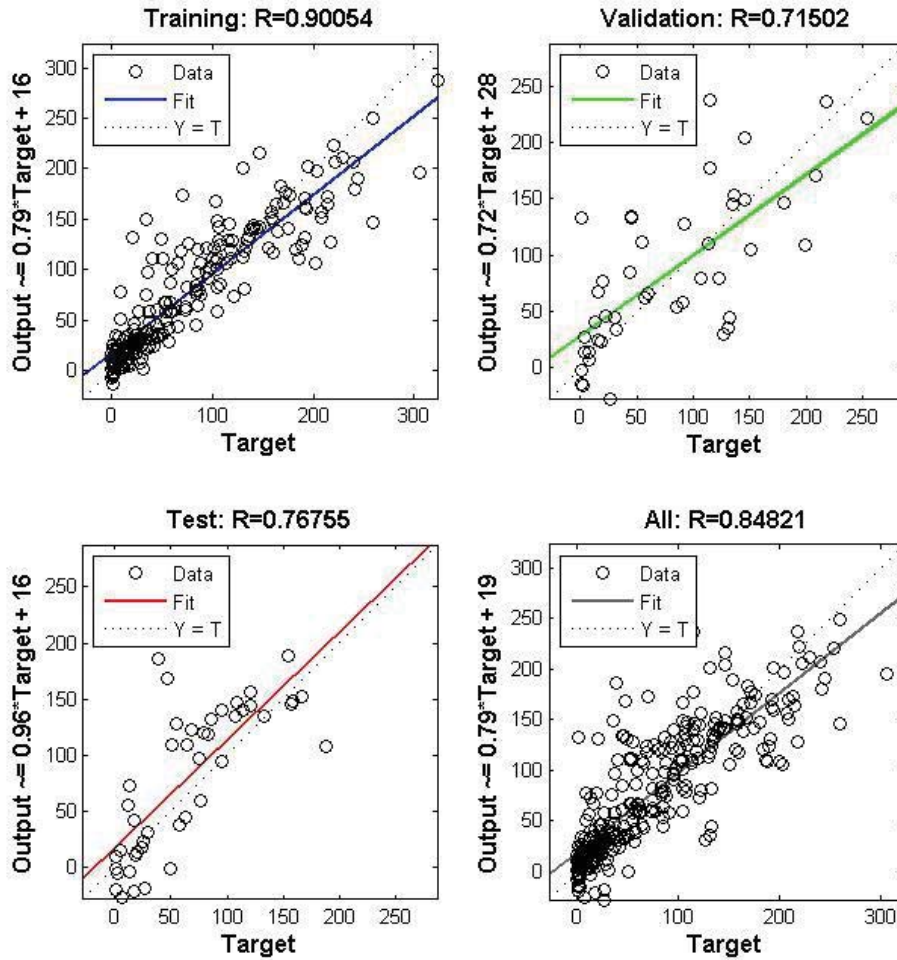 Training: R=0.90054
Output ~= 0.79*Target + 16
300
250
200
150
100
50
0
Data
Fit
Y = T
0
100
200
300
Target
Validation: R=0.71502
Output ~= 0.72*Target + 28
250
200
150
100
50
0
Data
Fit
Y = T
0
50
100
150
200
250
Target
Test: R=0.76755
Output ~= 0.96*Target + 16
250
200
150
100
50
0
Data
Fit
Y = T
0
50
100
150
200
250
Target
All: R=0.84821
Output ~= 0.79*Target + 19
300
250
200
150
100
50
0
Data
Fit
Y = T
0
100
200
300
Target